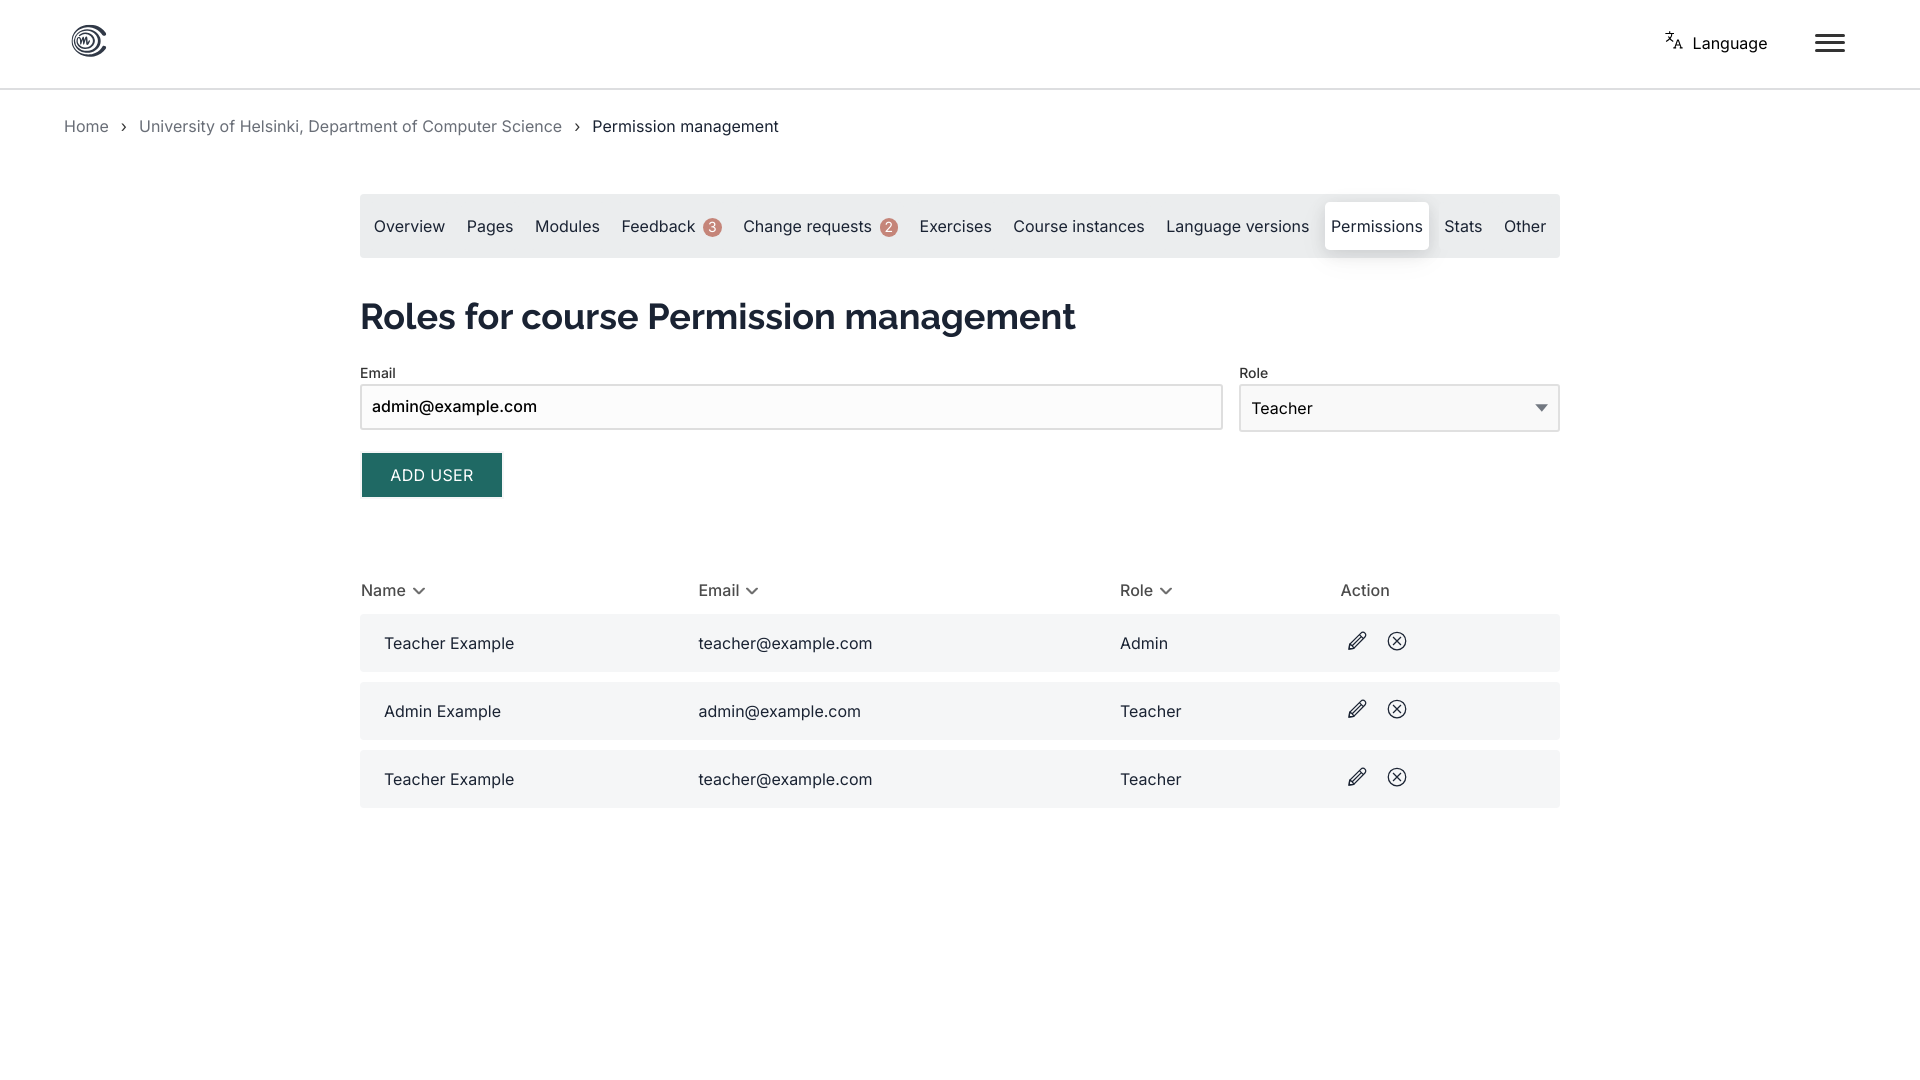 Language
Home › University of Helsinki, Department of Computer Science › Permission management
Overview Pages Modules Feedback 3 Change requests 2 Exercises Course instances Language versions Permissions Stats Other
Roles for course Permission management
Email Role
admin@example.com Teacher
ADD USER
Name Email Role Action
Teacher Example teacher@example.com Admin
Admin Example admin@example.com Teacher
Teacher Example teacher@example.com Teacher